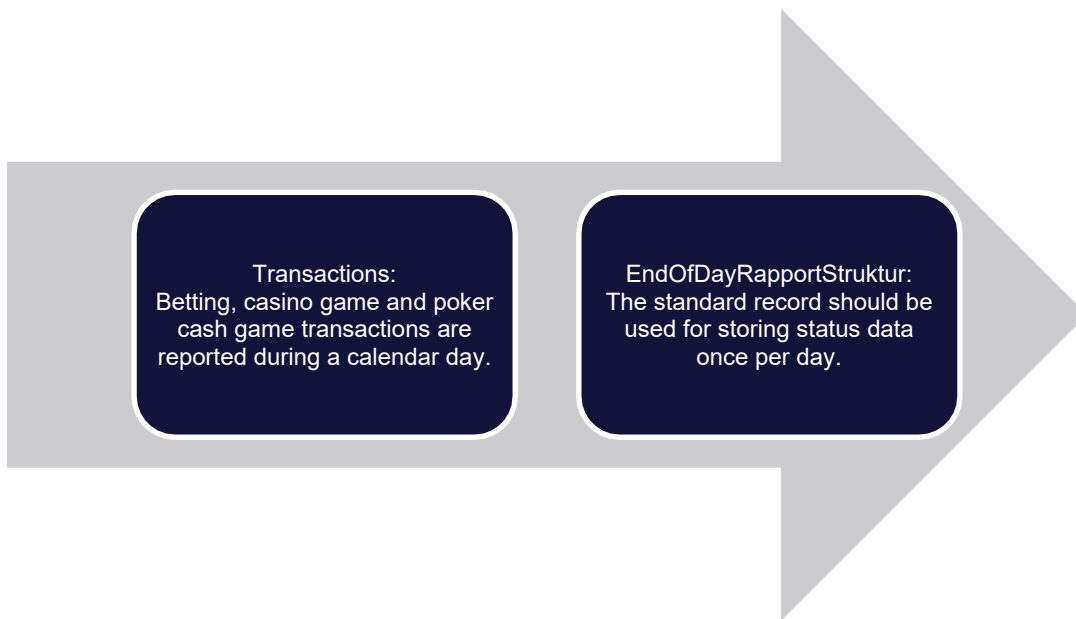 Transactions:
Betting, casino game and poker
cash game transactions are
reported during a calendar day.
EndOfDayRapportStruktur:
The standard record should be
used for storing status data
once per day.